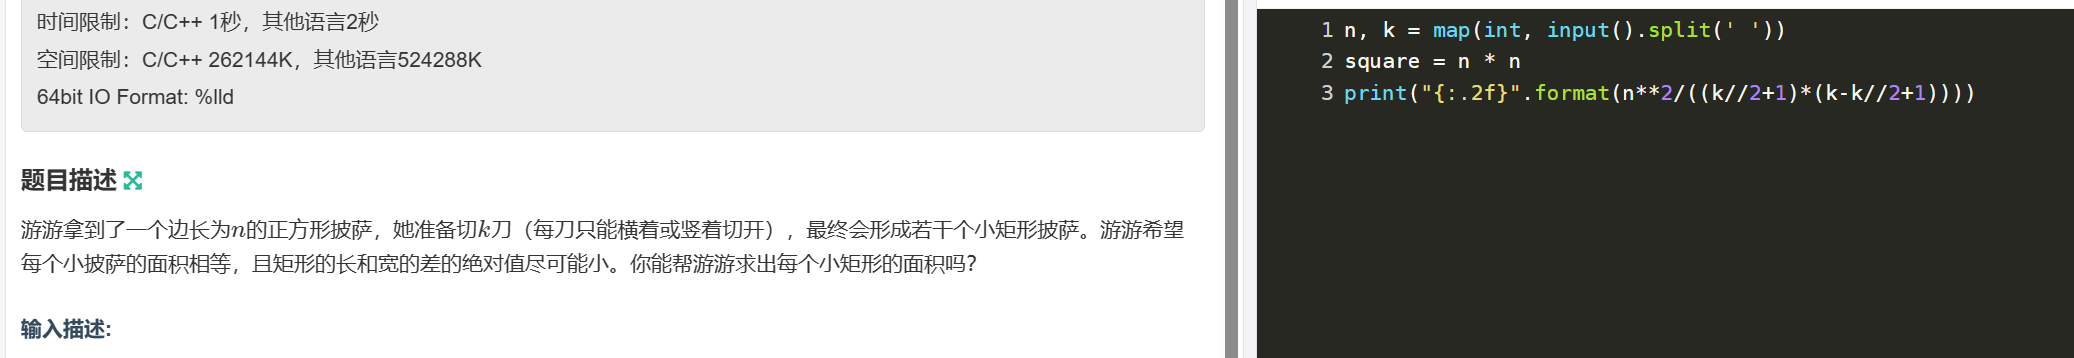 时间限制：C/C++ 1秒，其他语言2秒
空间限制：C/C++ 262144K，其他语言524288K
64bit IO Format: %lld
题目描述
游游拿到了一个边长为n的正方形披萨，她准备切k刀（每刀只能横着或竖着切开），最终会形成若干个小矩形披萨。游游希望
每个小披萨的面积相等，且矩形的长和宽的差的绝对值尽可能小。你能帮游游求出每个小矩形的面积吗？
输入描述:
1 n, k = map(int, input().split(' '))
2 square = n * n
3 print("{:.2f}".format(n**2/((k//2+1)*(k-k//2+1))))